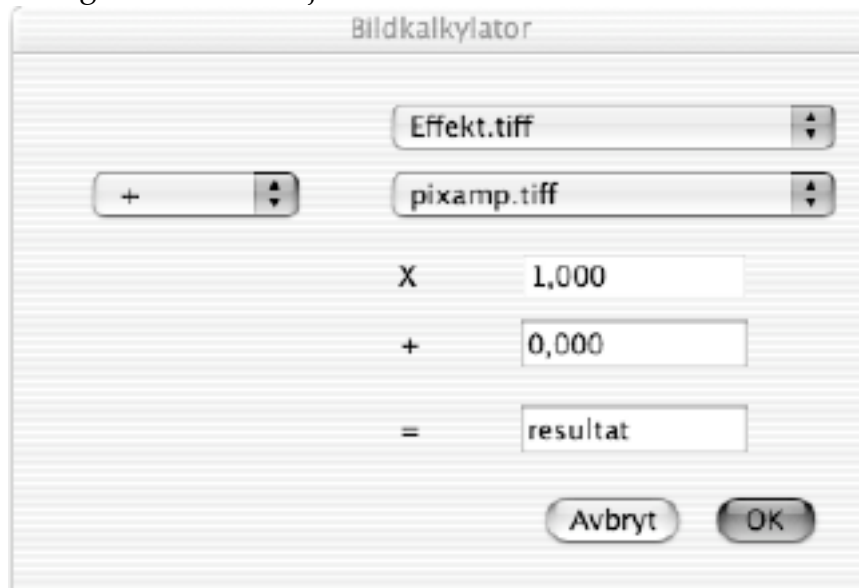 Bildkalkylator
Effekt.tiff
+ pixamp.tiff
X 1,000
+ 0,000
= resultat
Avbryt OK